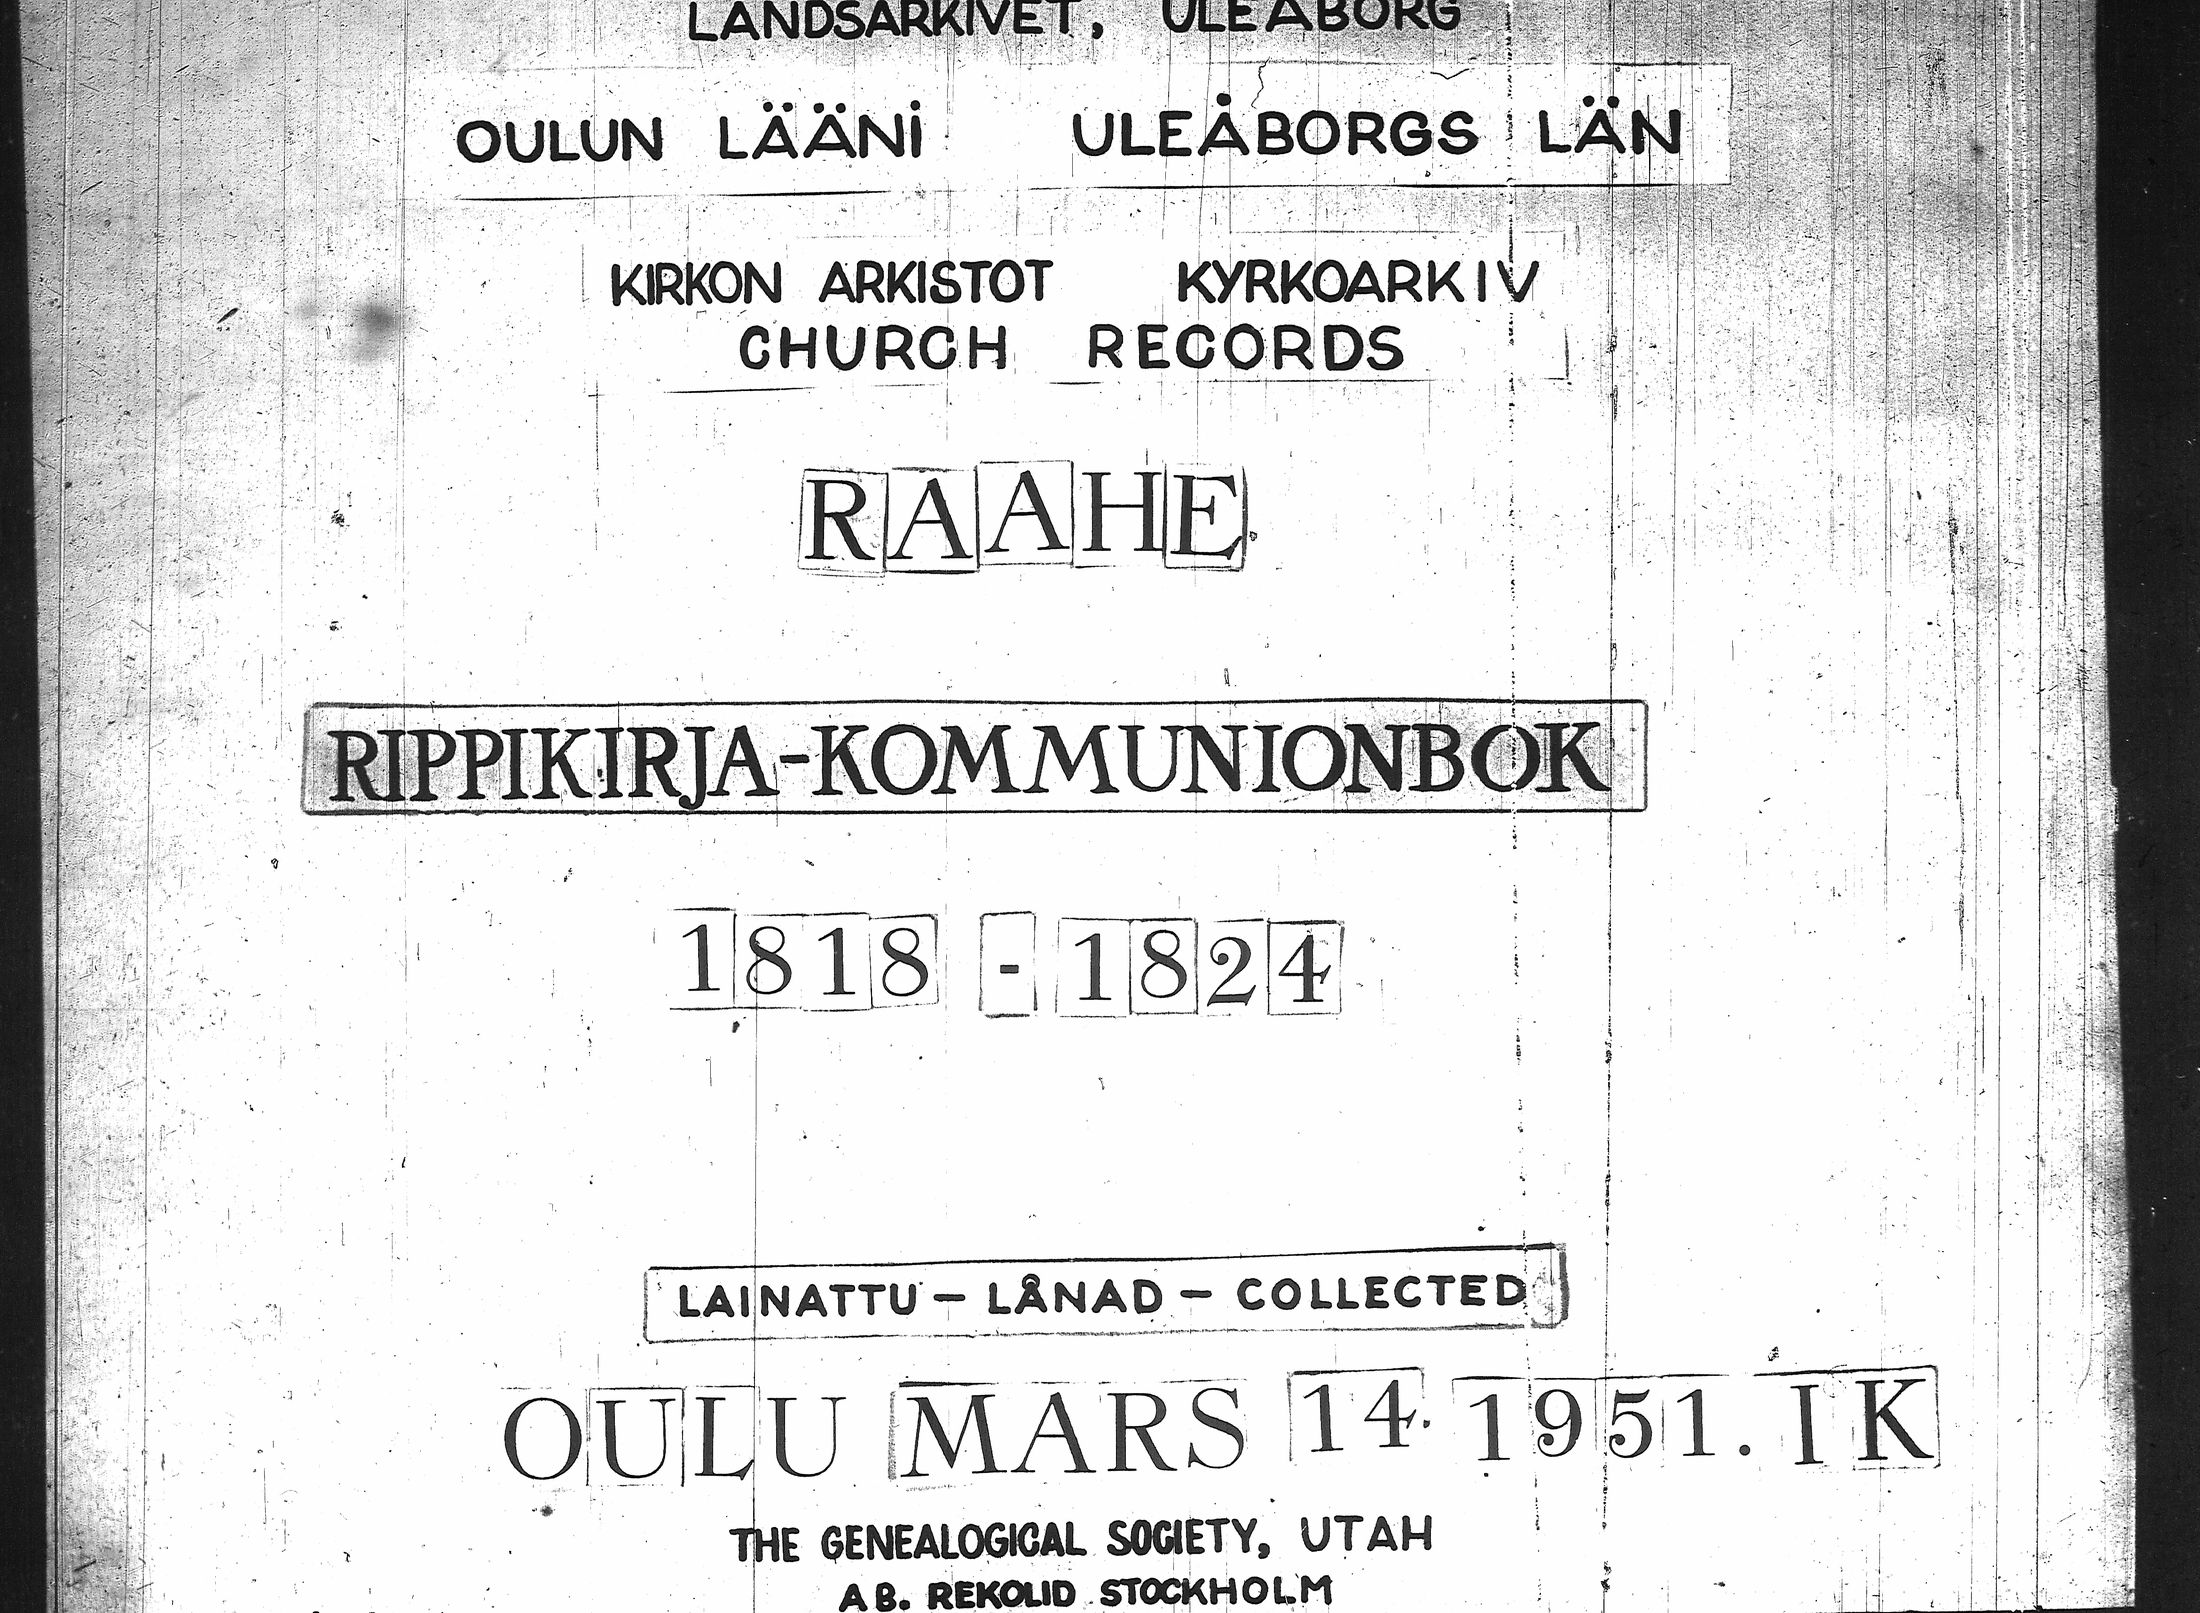 LANDSARKIVET, ULEÅBORG
OULUN LÄÄNI ULEÅBORGS LÄN
KIRKON ARKISTOT KYRKOARKIV
CHURCH RECORDS
RAAHE.
RIPPIKIRJA-KOMMUNIONBOK
1818 - 1824
LAINATTU - LÅNAD - COLLECTED
OULU MARS 14. 1951. IK
THE GENEALOGICAL SOCIETY, UTAH
AB. REKOLID STOCKHOLM